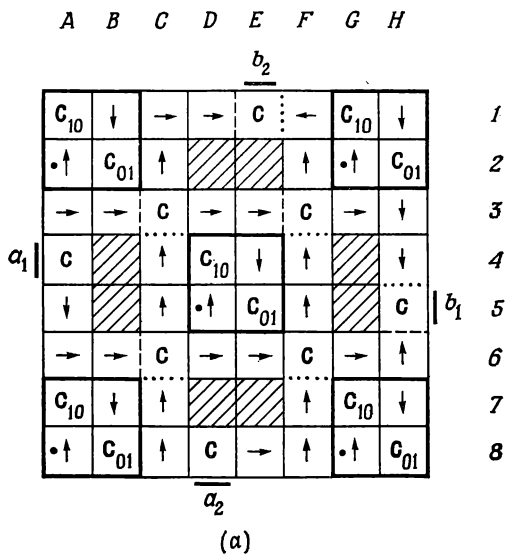 A B C D E F G H
b₂
C₁₀ ↓ → → C ← C₁₀ ↓ 1
•↑ C₀₁ ↑ ↑ •↑ C₀₁ 2
→ → C → → C → ↓ 3
a₁ C ↑ C₁₀ ↓ ↑ ↓ 4
↓ ↑ •↑ C₀₁ ↑ C b₁ 5
→ → C → → C → ↑ 6
C₁₀ ↓ ↑ ↑ C₁₀ ↓ 7
•↑ C₀₁ ↑ C → ↑ •↑ C₀₁ 8
a₂
(a)